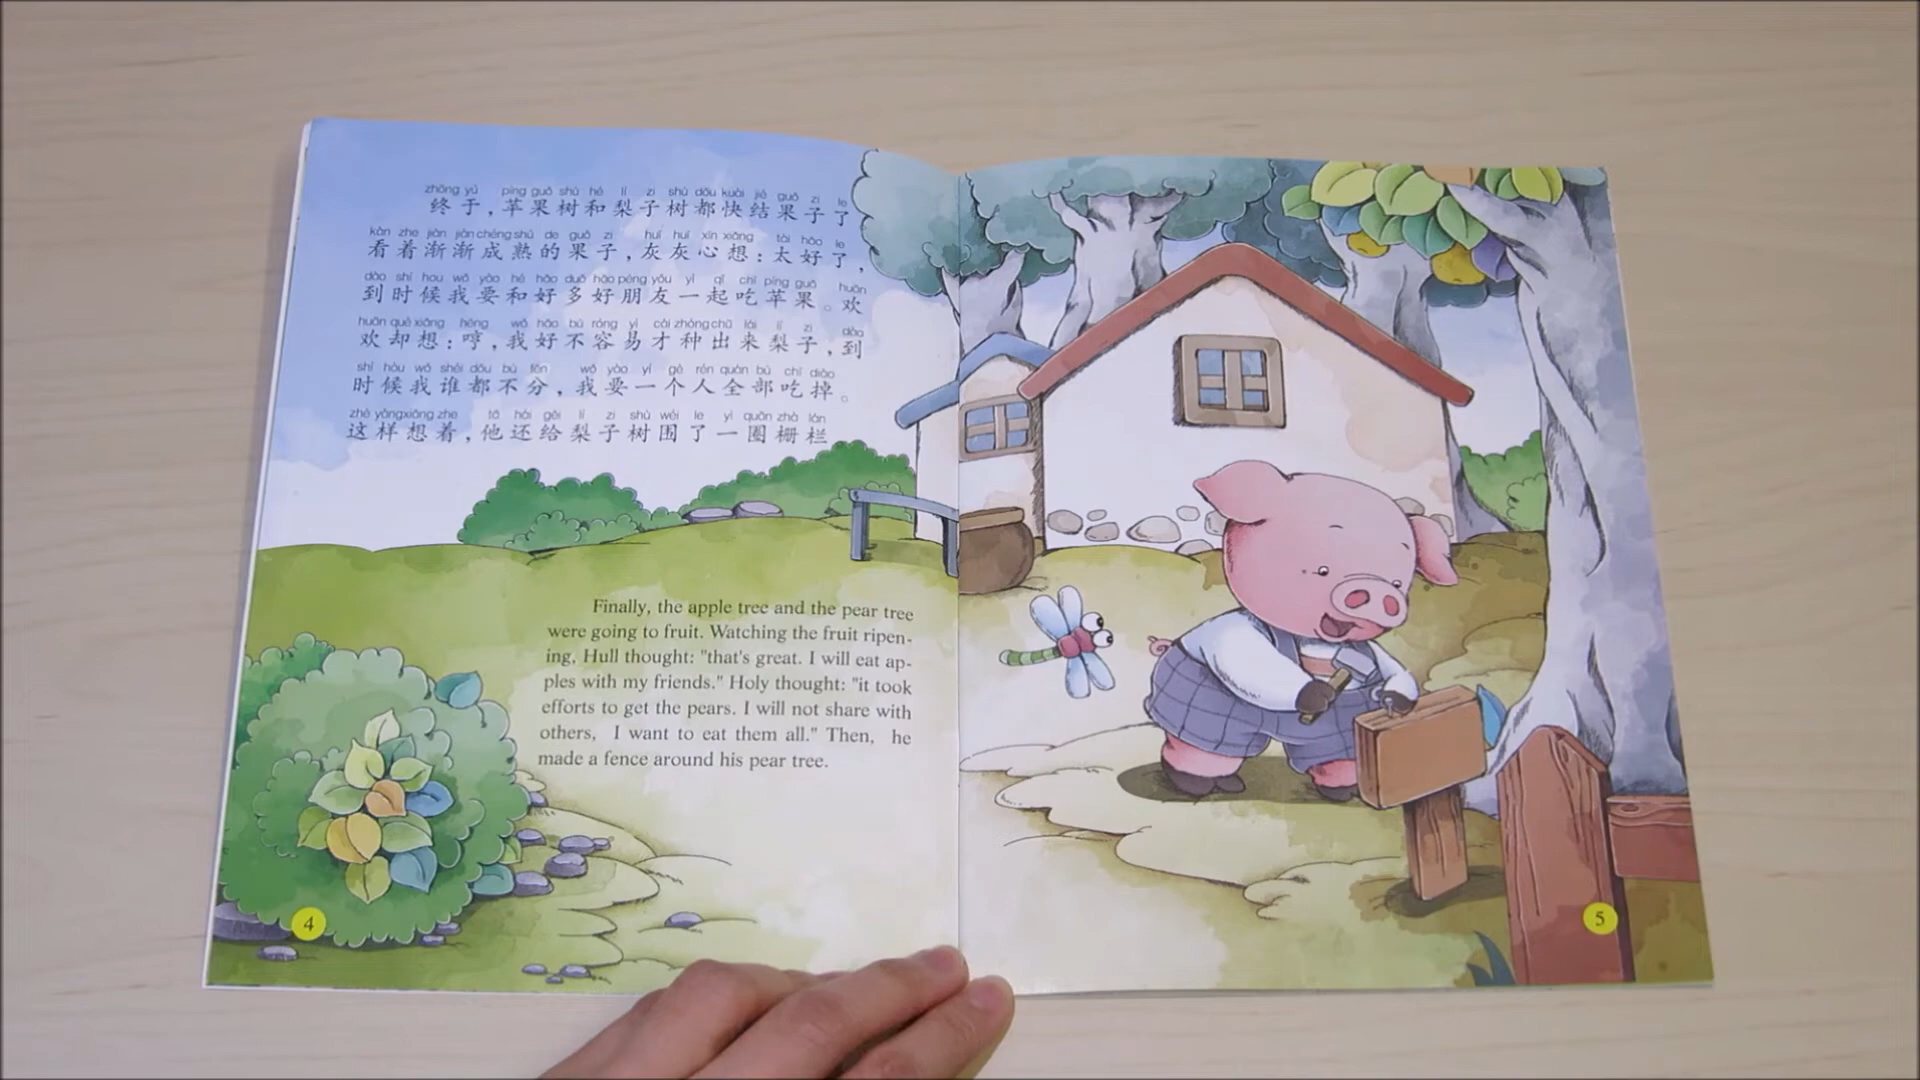 zhōng yú píng guǒ shù hé lí zi shù dōu kuài jiē guǒ zi le
终于，苹果树和梨子树都快结果子了
kàn zhe jiàn jiàn chéng shú de guǒ zi huī huī xīn xiǎng tài hǎo le
看着渐渐成熟的果子，灰灰心想：太好了，
dào shí hou wǒ yào hé hǎo duō hǎo péng yǒu yì qǐ chī píng guǒ huān
到时候我要和好多好朋友一起吃苹果。欢
huān què xiǎng hēng wǒ hǎo bù róng yì cái zhòng chū lái lí zi dào
欢却想：哼，我好不容易才种出来梨子，到
shí hòu wǒ shéi dōu bù fēn wǒ yào yí gè rén quán bù chī diào
时候我谁都不分，我要一个人全部吃掉。
zhè yàng xiǎng zhe tā hái gěi lí zi shù wéi le yì quān zhà lán
这样想着，他还给梨子树围了一圈栅栏
Finally, the apple tree and the pear tree
were going to fruit. Watching the fruit ripen-
ing, Hull thought: "that's great. I will eat ap-
ples with my friends." Holy thought: "it took
efforts to get the pears. I will not share with
others, I want to eat them all." Then, he
made a fence around his pear tree.
4
5